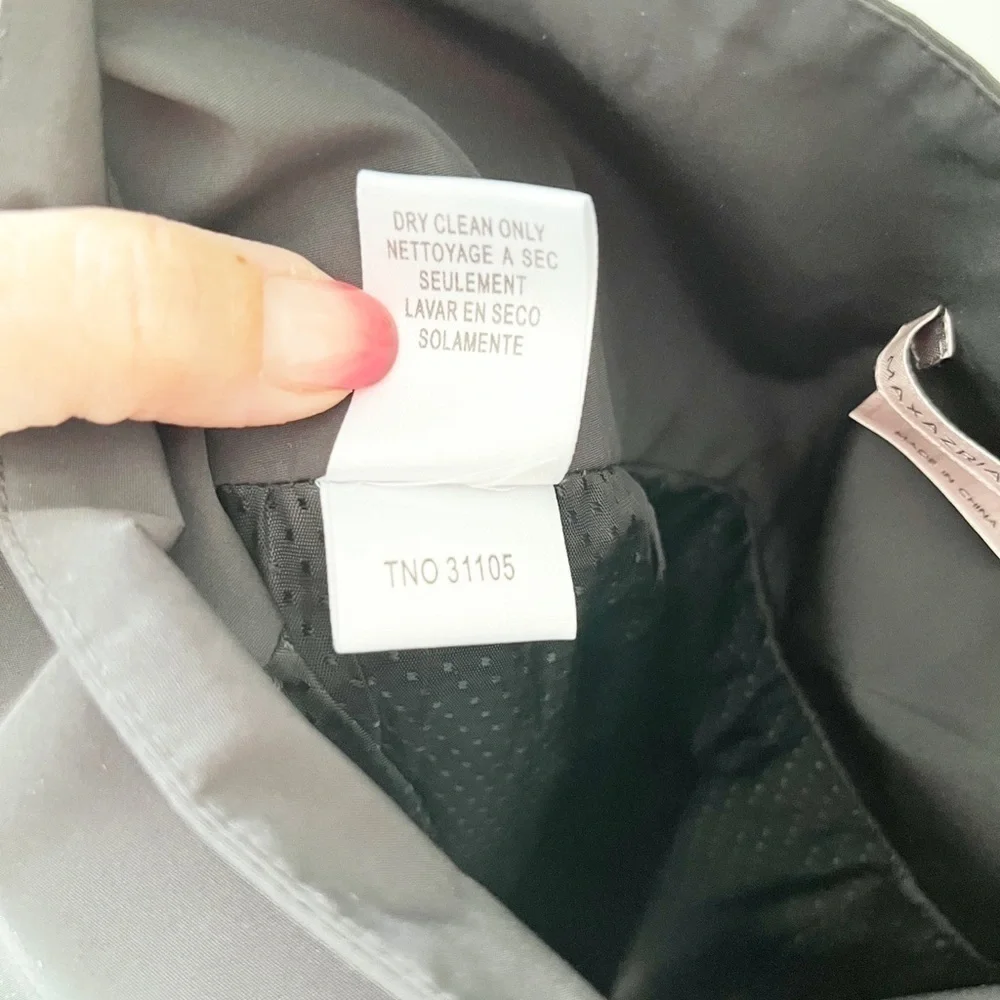 DRY CLEAN ONLY
NETTOYAGE A SEC
SEULEMENT
LAVAR EN SECO
SOLAMENTE
TNO 31105
MAXAZRIA
MADE IN CHINA